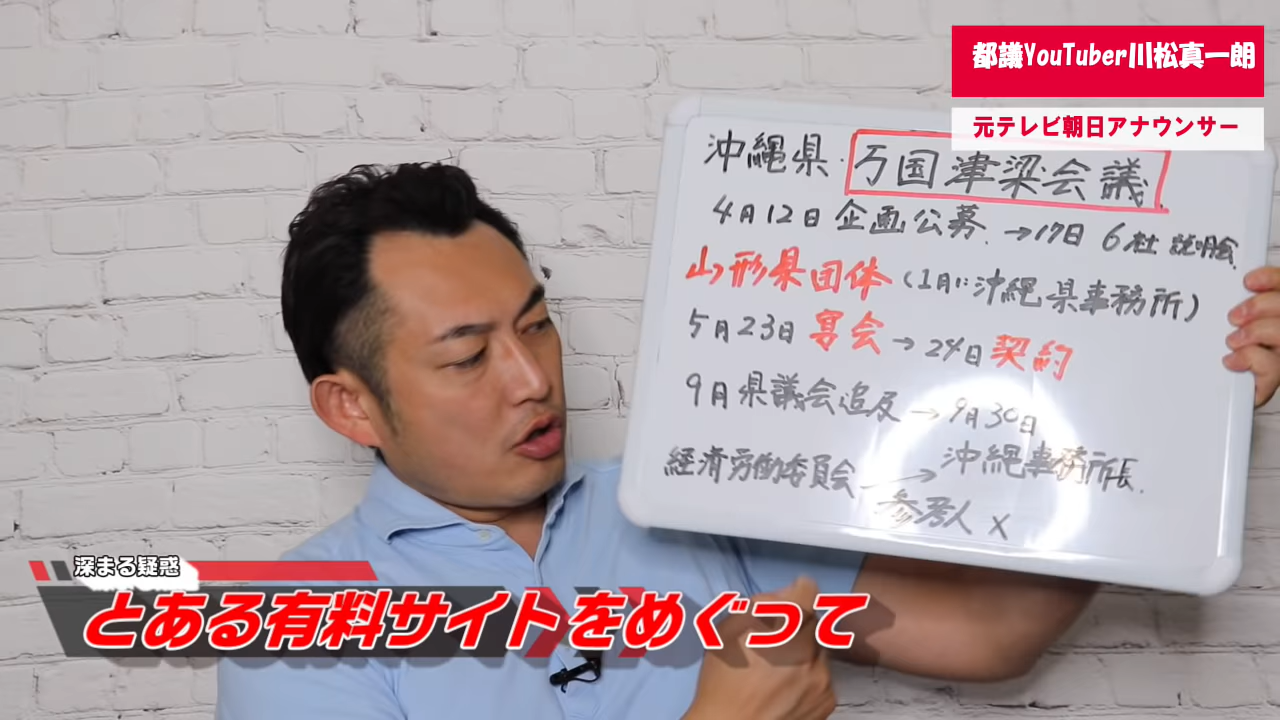 都議YouTuber川松真一朗
元テレビ朝日アナウンサー
沖縄県・万国津梁会議
4月12日 企画公募 →17日 6社 説明会
山形県団体(1月に沖縄県事務所)
5月23日 宴会→24日 契約
9月県議会追及→9月30日
経済労働委員会→沖縄事務所長
参考人 ×
深まる疑惑
とある有料サイトをめぐって